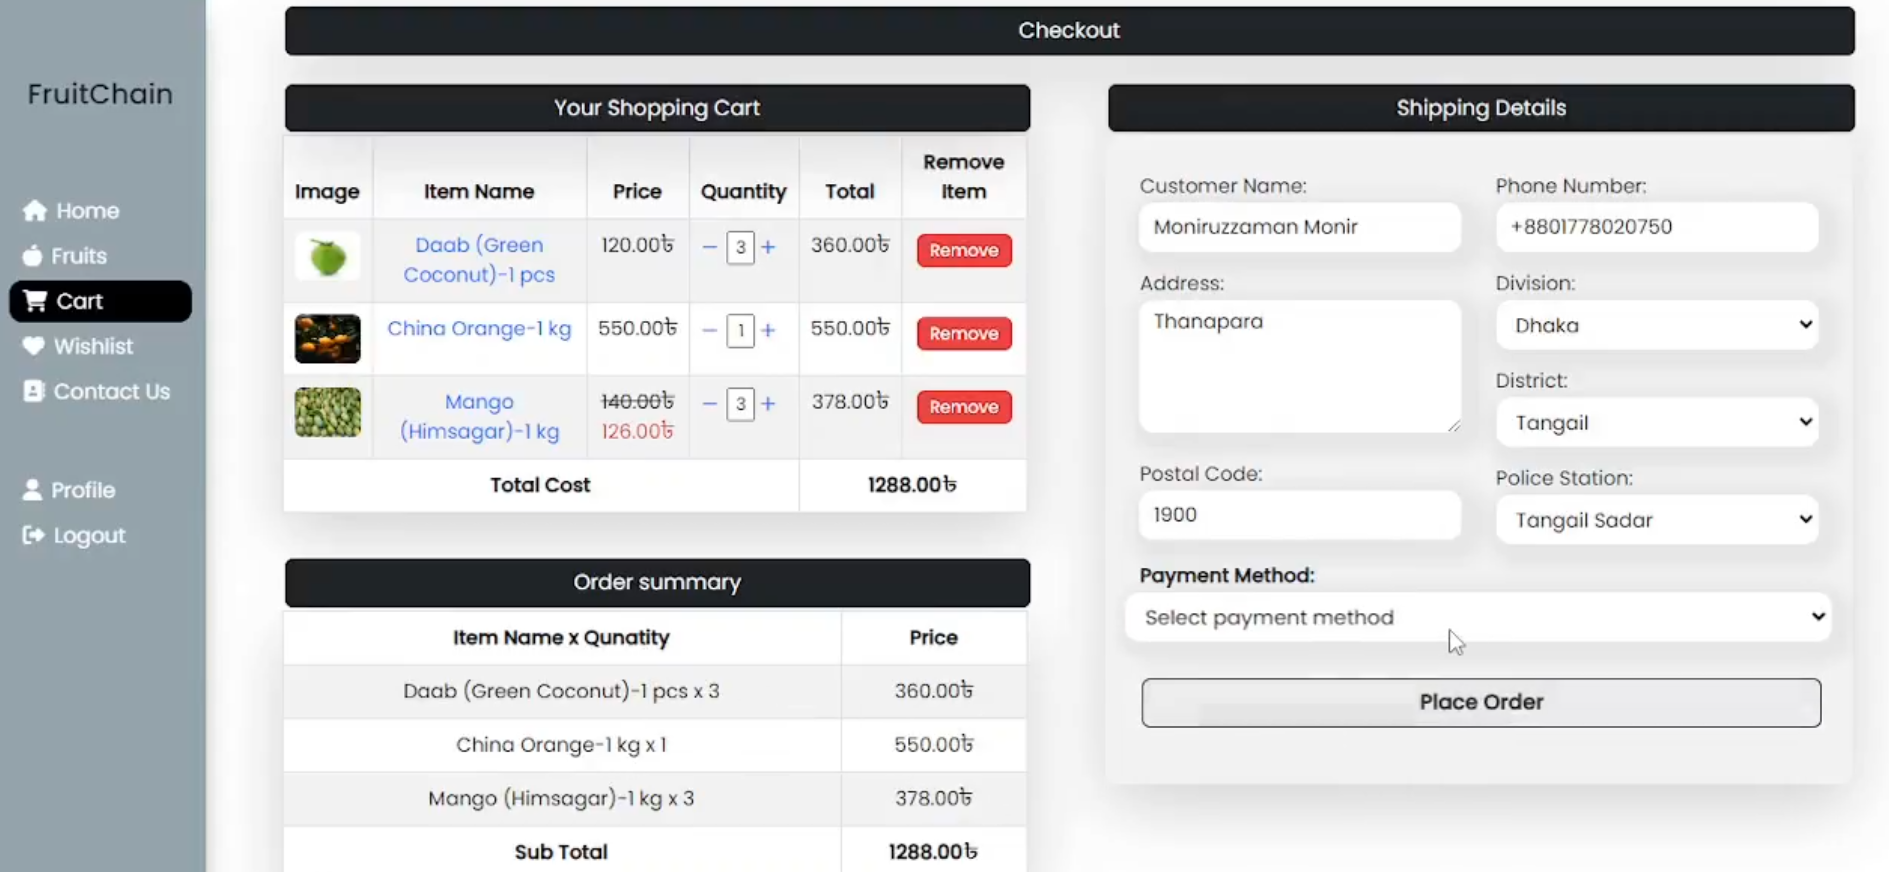 FruitChain
Home
Fruits
Cart
Wishlist
Contact Us
Profile
Logout
Checkout
Your Shopping Cart
Image Item Name Price Quantity Total Remove Item
Daab (Green Coconut)-1 pcs 120.00৳ − 3 + 360.00৳ Remove
China Orange-1 kg 550.00৳ − 1 + 550.00৳ Remove
Mango (Himsagar)-1 kg 140.00৳ 126.00৳ − 3 + 378.00৳ Remove
Total Cost 1288.00৳
Order summary
Item Name x Qunatity Price
Daab (Green Coconut)-1 pcs x 3 360.00৳
China Orange-1 kg x 1 550.00৳
Mango (Himsagar)-1 kg x 3 378.00৳
Sub Total 1288.00৳
Shipping Details
Customer Name: Phone Number:
Moniruzzaman Monir +8801778020750
Address: Division:
Thanapara Dhaka
District:
Tangail
Postal Code: Police Station:
1900 Tangail Sadar
Payment Method:
Select payment method
Place Order